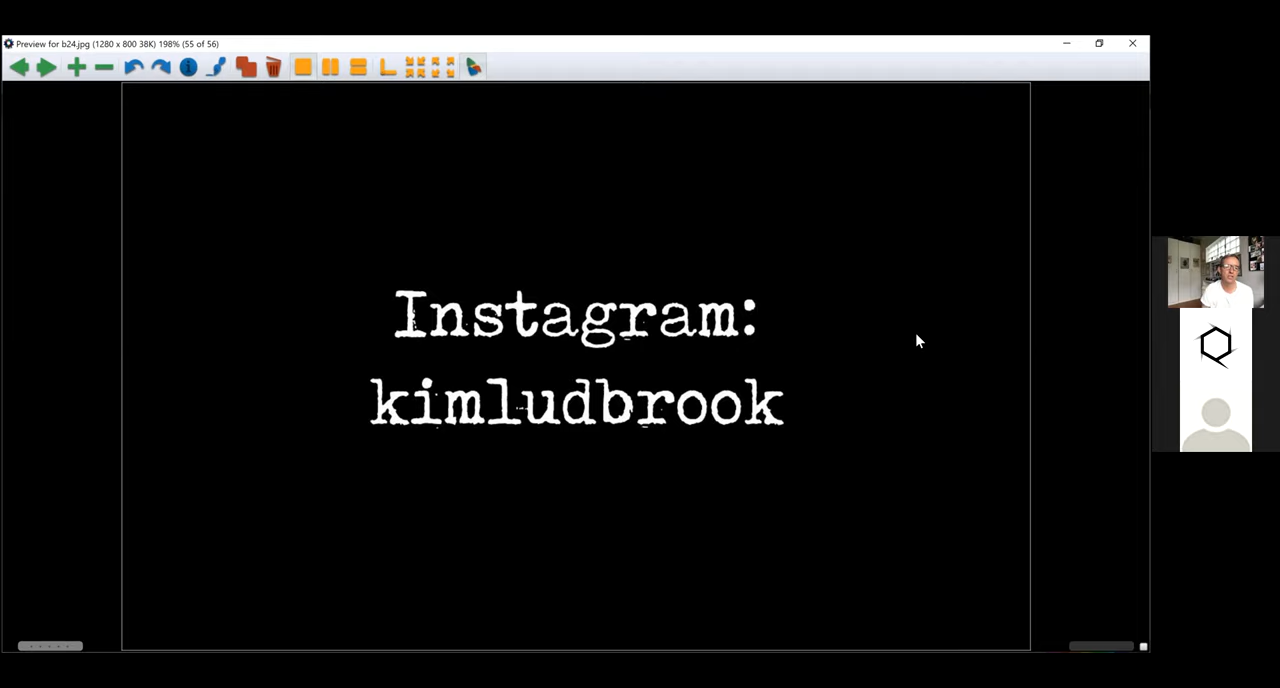 Preview for b24.jpg (1280 x 800 38K) 198% (55 of 56)
Instagram:
kimludbrook